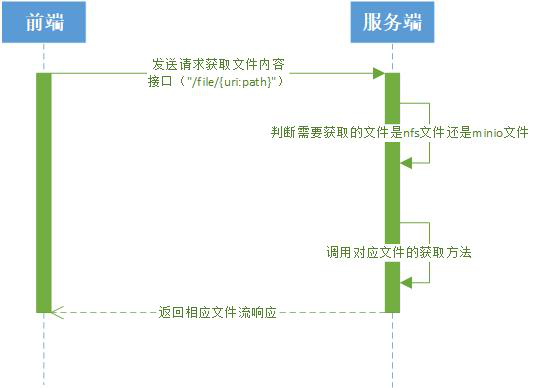 前端
服务端
发送请求获取文件内容
接口（"/file/{uri:path}"）
判断需要获取的文件是nfs文件还是minio文件
调用对应文件的获取方法
返回相应文件流响应